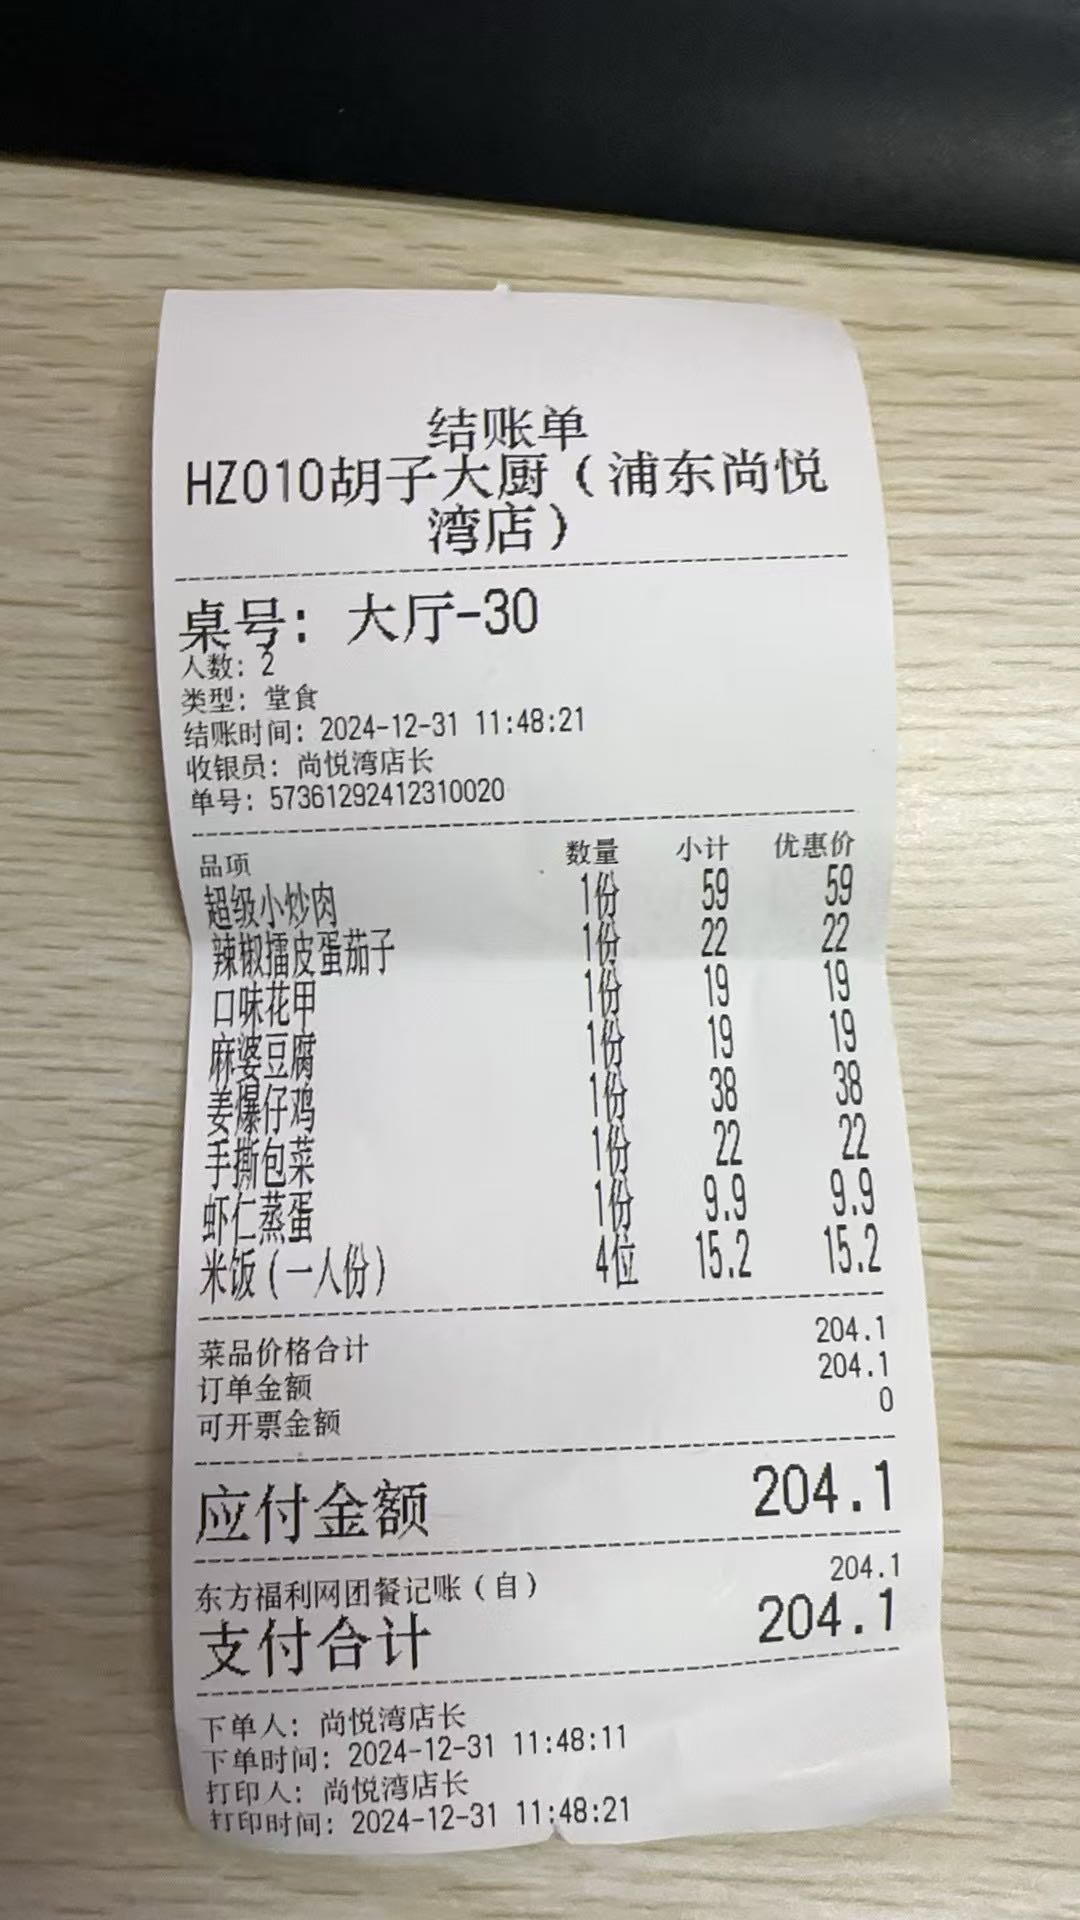 结账单
HZ010胡子大厨（浦东尚悦
湾店）
桌号：大厅-30
人数：2
类型：堂食
结账时间：2024-12-31 11:48:21
收银员：尚悦湾店长
单号：57361292412310020
品项 数量 小计 优惠价
超级小炒肉 1份 59 59
辣椒擂皮蛋茄子 1份 22 22
口味花甲 1份 19 19
麻婆豆腐 1份 19 19
姜爆仔鸡 1份 38 38
手撕包菜 1份 22 22
虾仁蒸蛋 1份 9.9 9.9
米饭（一人份） 4位 15.2 15.2
菜品价格合计 204.1
订单金额 204.1
可开票金额 0
应付金额 204.1
东方福利网团餐记账（自） 204.1
支付合计 204.1
下单人：尚悦湾店长
下单时间：2024-12-31 11:48:11
打印人：尚悦湾店长
打印时间：2024-12-31 11:48:21